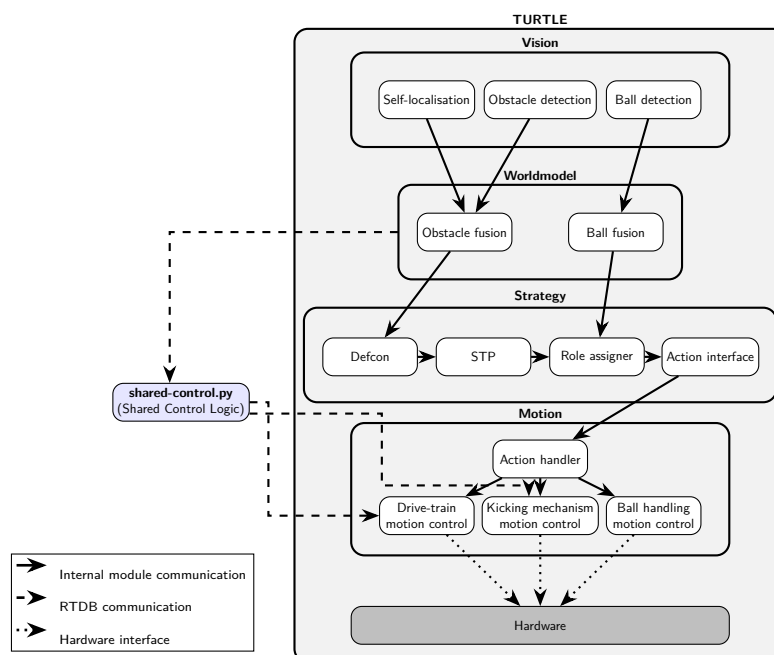 TURTLE
Vision
Self-localisation
Obstacle detection
Ball detection
Worldmodel
Obstacle fusion
Ball fusion
Strategy
Defcon
STP
Role assigner
Action interface
shared-control.py
(Shared Control Logic)
Motion
Action handler
Drive-train
motion control
Kicking mechanism
motion control
Ball handling
motion control
Internal module communication
RTDB communication
Hardware interface
Hardware